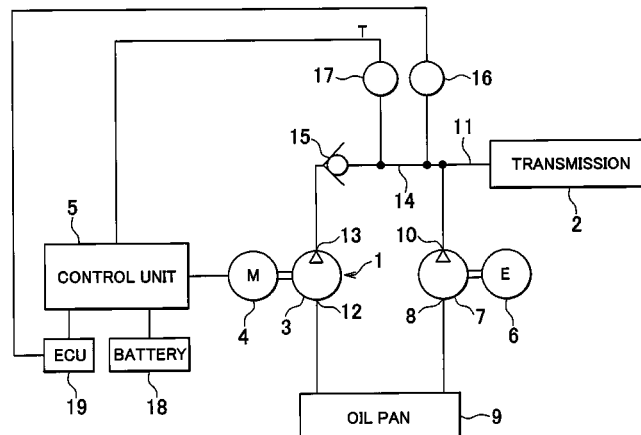 T
17
16
15
11
TRANSMISSION
14
2
5
13
10
1
CONTROL UNIT
M
E
4
3
12
8
7
6
ECU
BATTERY
19
18
OIL PAN
9